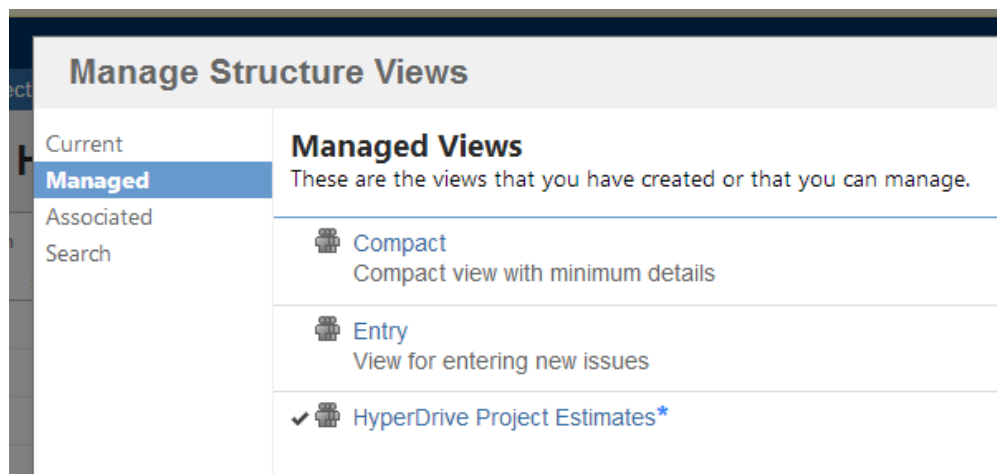 Manage Structure Views
ect
H
Current
Managed
Associated
Search
Managed Views
These are the views that you have created or that you can manage.
Compact
Compact view with minimum details
Entry
View for entering new issues
HyperDrive Project Estimates*